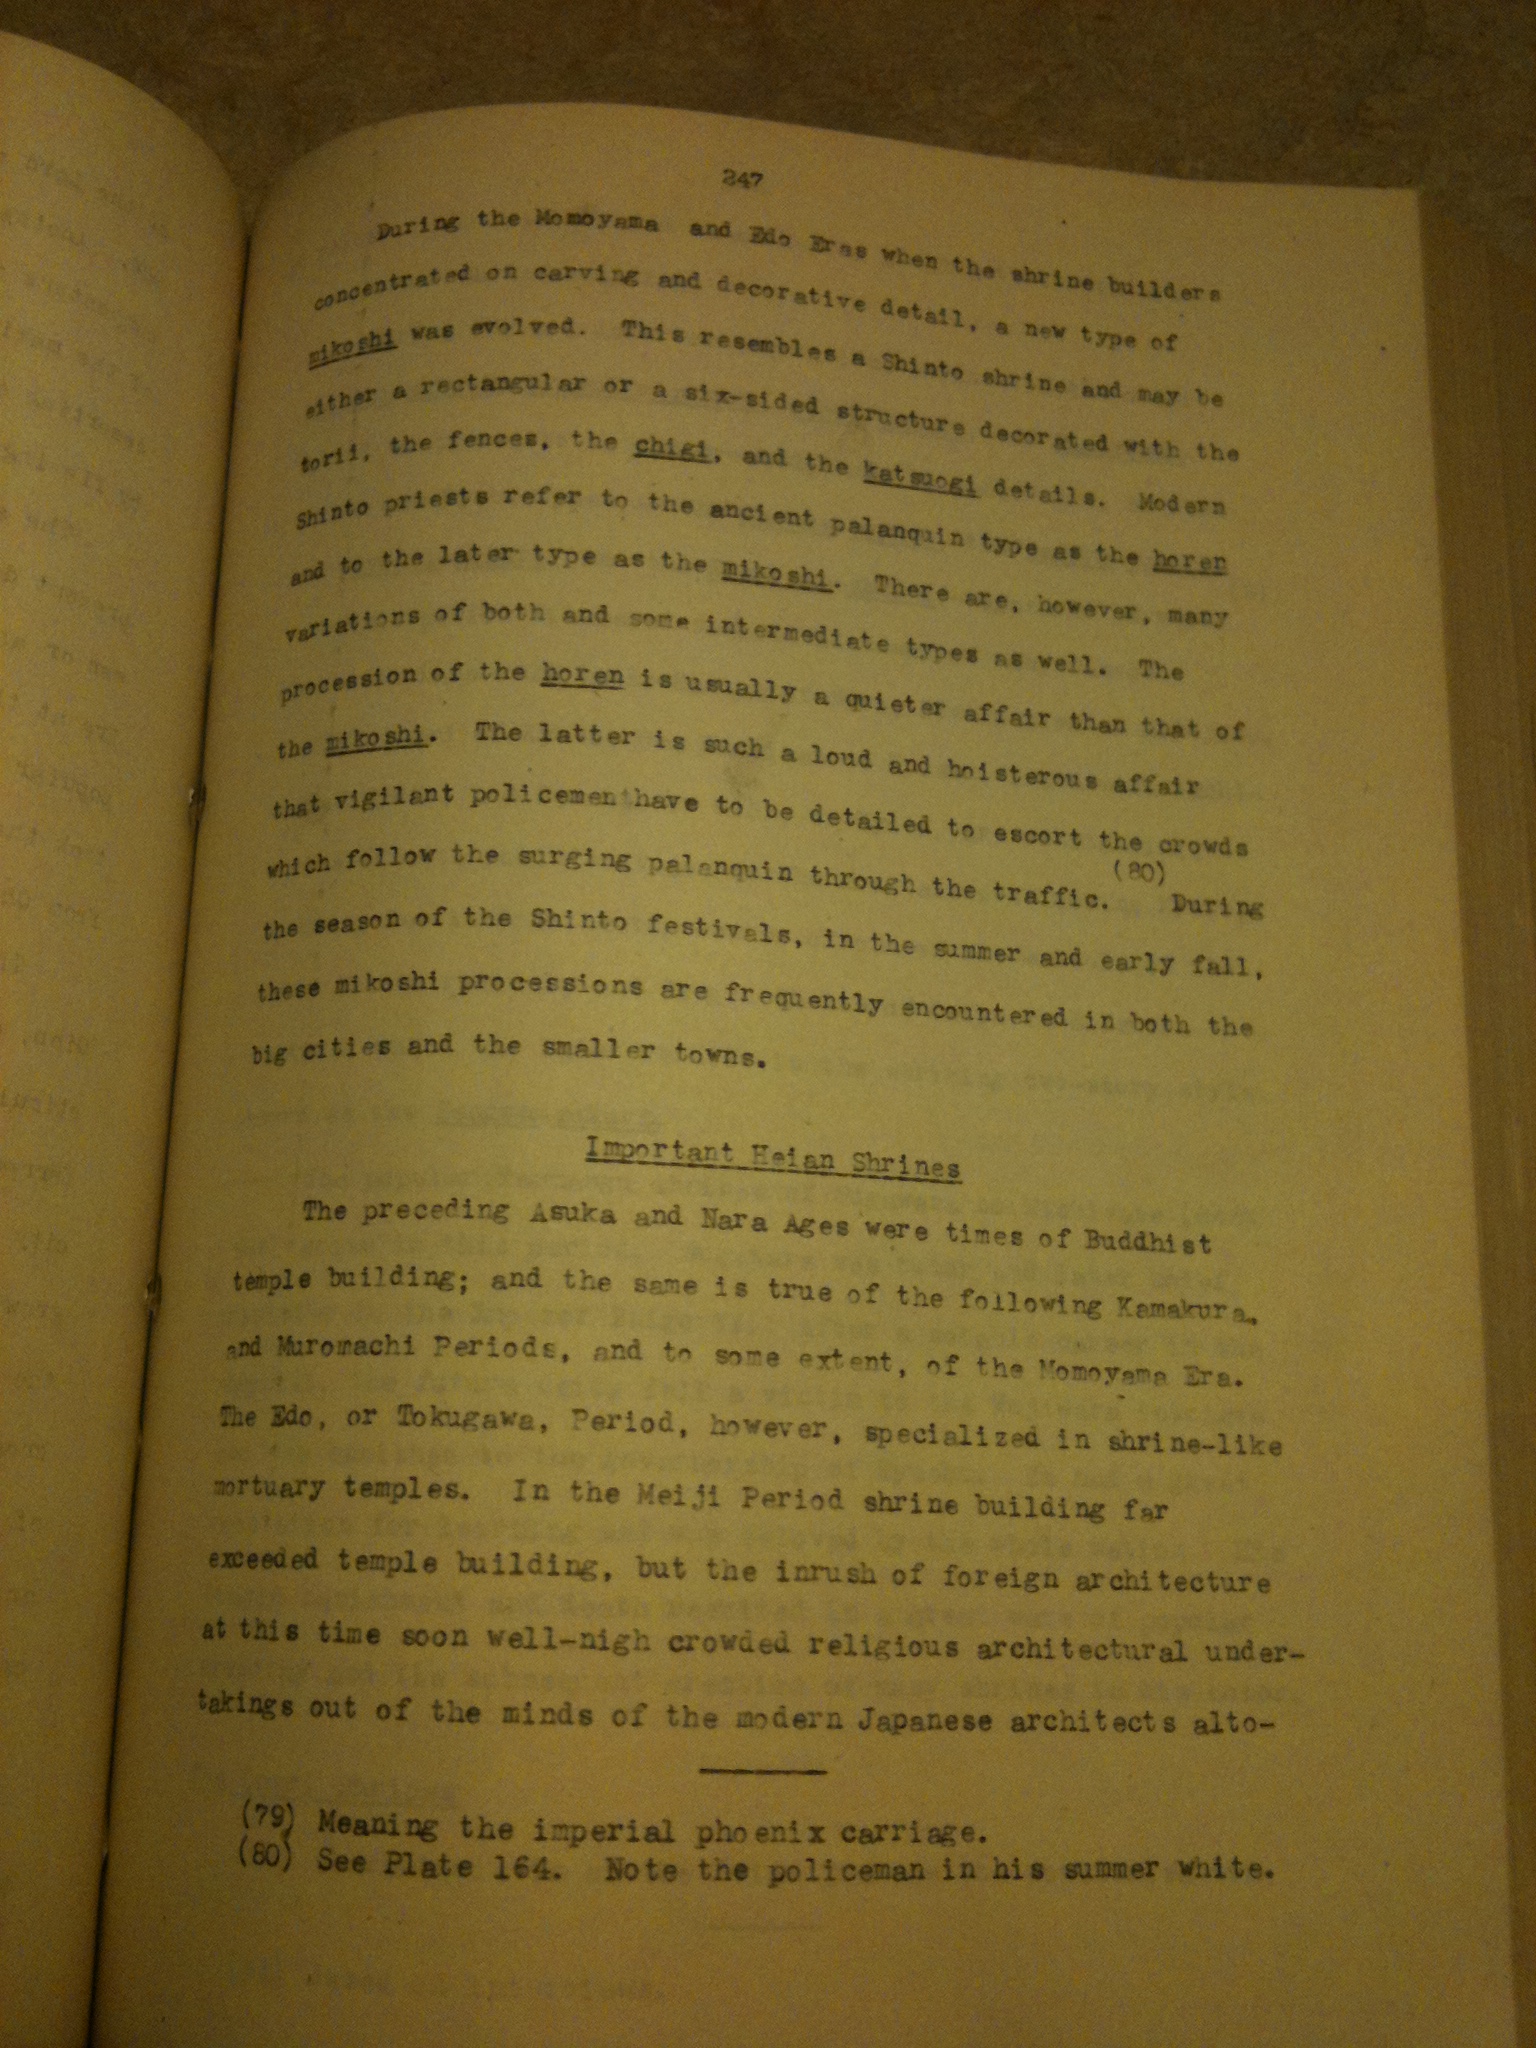 247
During the Momoyama and Edo Eras when the shrine builders
concentrated on carving and decorative detail, a new type of
mikoshi was evolved. This resembles a Shinto shrine and may be
either a rectangular or a six-sided structure decorated with the
torii, the fences, the chigi, and the katsuogi details. Modern
Shinto priests refer to the ancient palanquin type as the horen
and to the later type as the mikoshi. There are, however, many
variations of both and some intermediate types as well. The
procession of the horen is usually a quieter affair than that of
the mikoshi. The latter is such a loud and hoisterous affair
that vigilant policemen have to be detailed to escort the crowds
which follow the surging palanquin through the traffic. (80) During
the season of the Shinto festivals, in the summer and early fall,
these mikoshi processions are frequently encountered in both the
big cities and the smaller towns.
Important Heian Shrines
The preceding Asuka and Nara Ages were times of Buddhist
temple building; and the same is true of the following Kamakura,
and Muromachi Periods, and to some extent, of the Momoyama Era.
The Edo, or Tokugawa, Period, however, specialized in shrine-like
mortuary temples. In the Meiji Period shrine building far
exceeded temple building, but the inrush of foreign architecture
at this time soon well-nigh crowded religious architectural under-
takings out of the minds of the modern Japanese architects alto-
(79) Meaning the imperial phoenix carriage.
(80) See Plate 164. Note the policeman in his summer white.